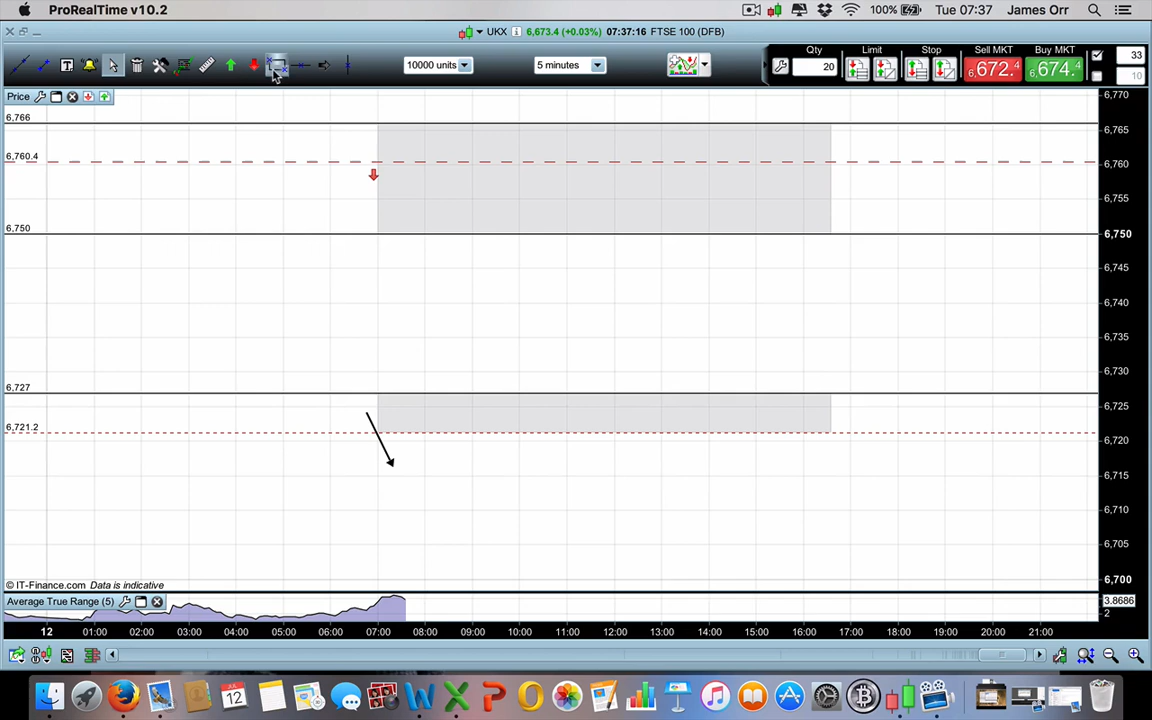 ProRealTime v10.2
100% Tue 07:37 James Orr
UKX 6,673.4 (+0.03%) 07:37:16 FTSE 100 (DFB)
10000 units 5 minutes Qty 20 Limit Stop Sell MKT 6,672.4 Buy MKT 6,674.4 33 10
Price
6,770
6,766
6,765
6,760.4
6,760
6,755
6,750
6,750
6,745
6,740
6,735
6,730
6,727
6,725
6,721.2
6,720
6,715
6,710
6,705
© IT-Finance.com Data is indicative
6,700
Average True Range (5)
3.8686
2
12 01:00 02:00 03:00 04:00 05:00 06:00 07:00 08:00 09:00 10:00 11:00 12:00 13:00 14:00 15:00 16:00 17:00 18:00 19:00 20:00 21:00
12